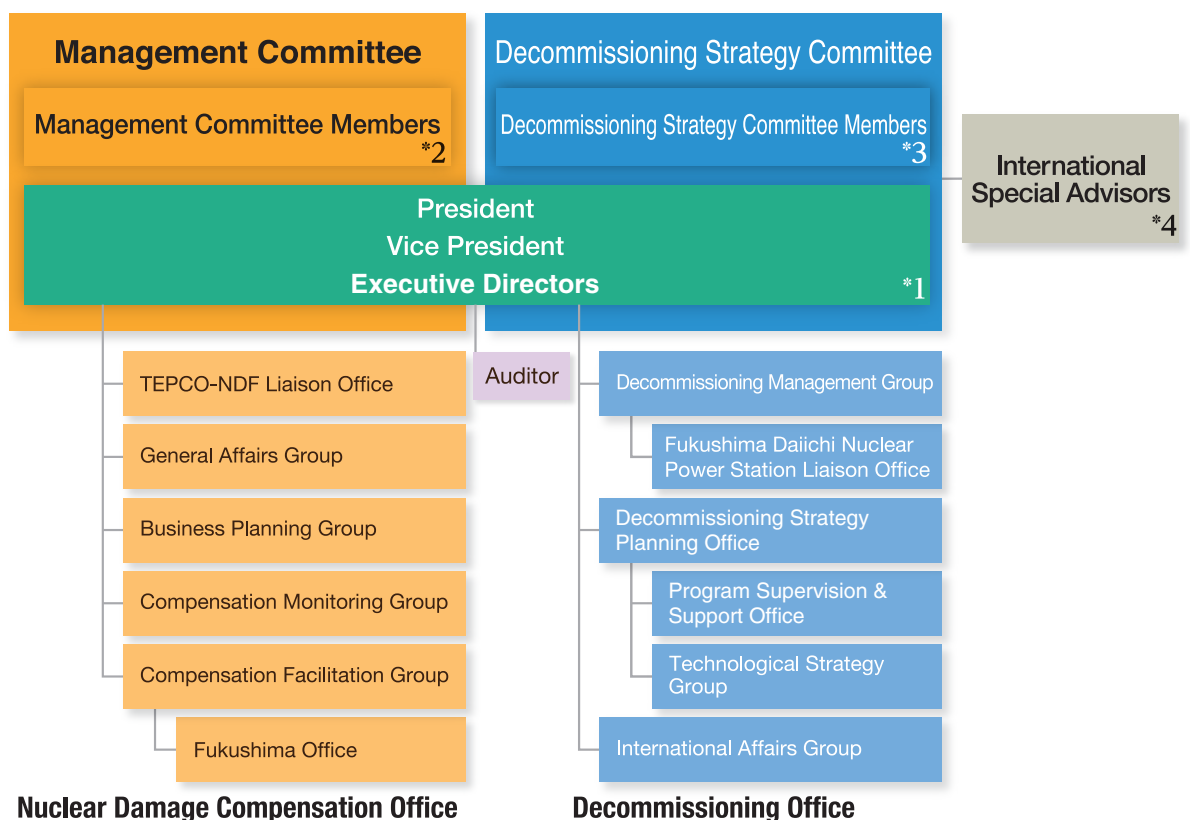 Management Committee
Management Committee Members
*2
Decommissioning Strategy Committee
Decommissioning Strategy Committee Members
*3
International
Special Advisors
*4
President
Vice President
Executive Directors
*1
Auditor
TEPCO-NDF Liaison Office
General Affairs Group
Business Planning Group
Compensation Monitoring Group
Compensation Facilitation Group
Fukushima Office
Nuclear Damage Compensation Office
Decommissioning Management Group
Fukushima Daiichi Nuclear
Power Station Liaison Office
Decommissioning Strategy
Planning Office
Program Supervision &
Support Office
Technological Strategy
Group
International Affairs Group
Decommissioning Office